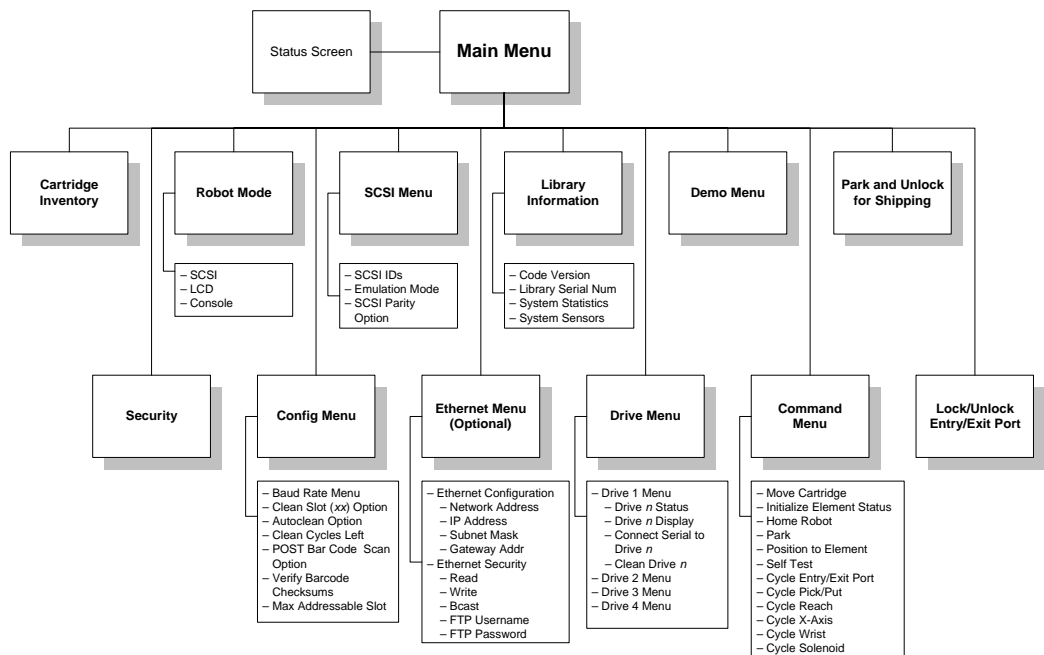 Status Screen
Main Menu
Cartridge
Inventory
Robot Mode
SCSI Menu
Library
Information
Demo Menu
Park and Unlock
for Shipping
– SCSI
– LCD
– Console
– SCSI IDs
– Emulation Mode
– SCSI Parity
Option
– Code Version
– Library Serial Num
– System Statistics
– System Sensors
Security
Config Menu
Ethernet Menu
(Optional)
Drive Menu
Command
Menu
Lock/Unlock
Entry/Exit Port
– Baud Rate Menu
– Clean Slot (xx) Option
– Autoclean Option
– Clean Cycles Left
– POST Bar Code Scan
Option
– Verify Barcode
Checksums
– Max Addressable Slot
– Ethernet Configuration
– Network Address
– IP Address
– Subnet Mask
– Gateway Addr
– Ethernet Security
– Read
– Write
– Bcast
– FTP Username
– FTP Password
– Drive 1 Menu
– Drive n Status
– Drive n Display
– Connect Serial to
Drive n
– Clean Drive n
– Drive 2 Menu
– Drive 3 Menu
– Drive 4 Menu
– Move Cartridge
– Initialize Element Status
– Home Robot
– Park
– Position to Element
– Self Test
– Cycle Entry/Exit Port
– Cycle Pick/Put
– Cycle Reach
– Cycle X-Axis
– Cycle Wrist
– Cycle Solenoid